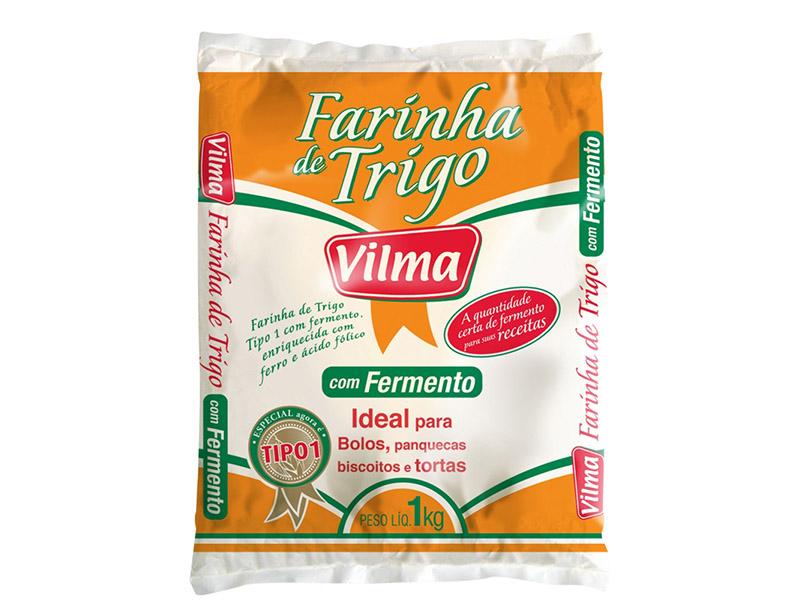 Farinha
de Trigo
Vilma
Farinha de Trigo
Tipo 1 com fermento,
enriquecida com
ferro e ácido fólico
A quantidade
certa de fermento
para suas receitas
com Fermento
Ideal para
Bolos, panquecas
biscoitos e tortas
ESPECIAL agora é
TIPO1
PESO LÍQ. 1kg
Vilma Farinha de Trigo com Fermento
Vilma Farinha de Trigo com Fermento